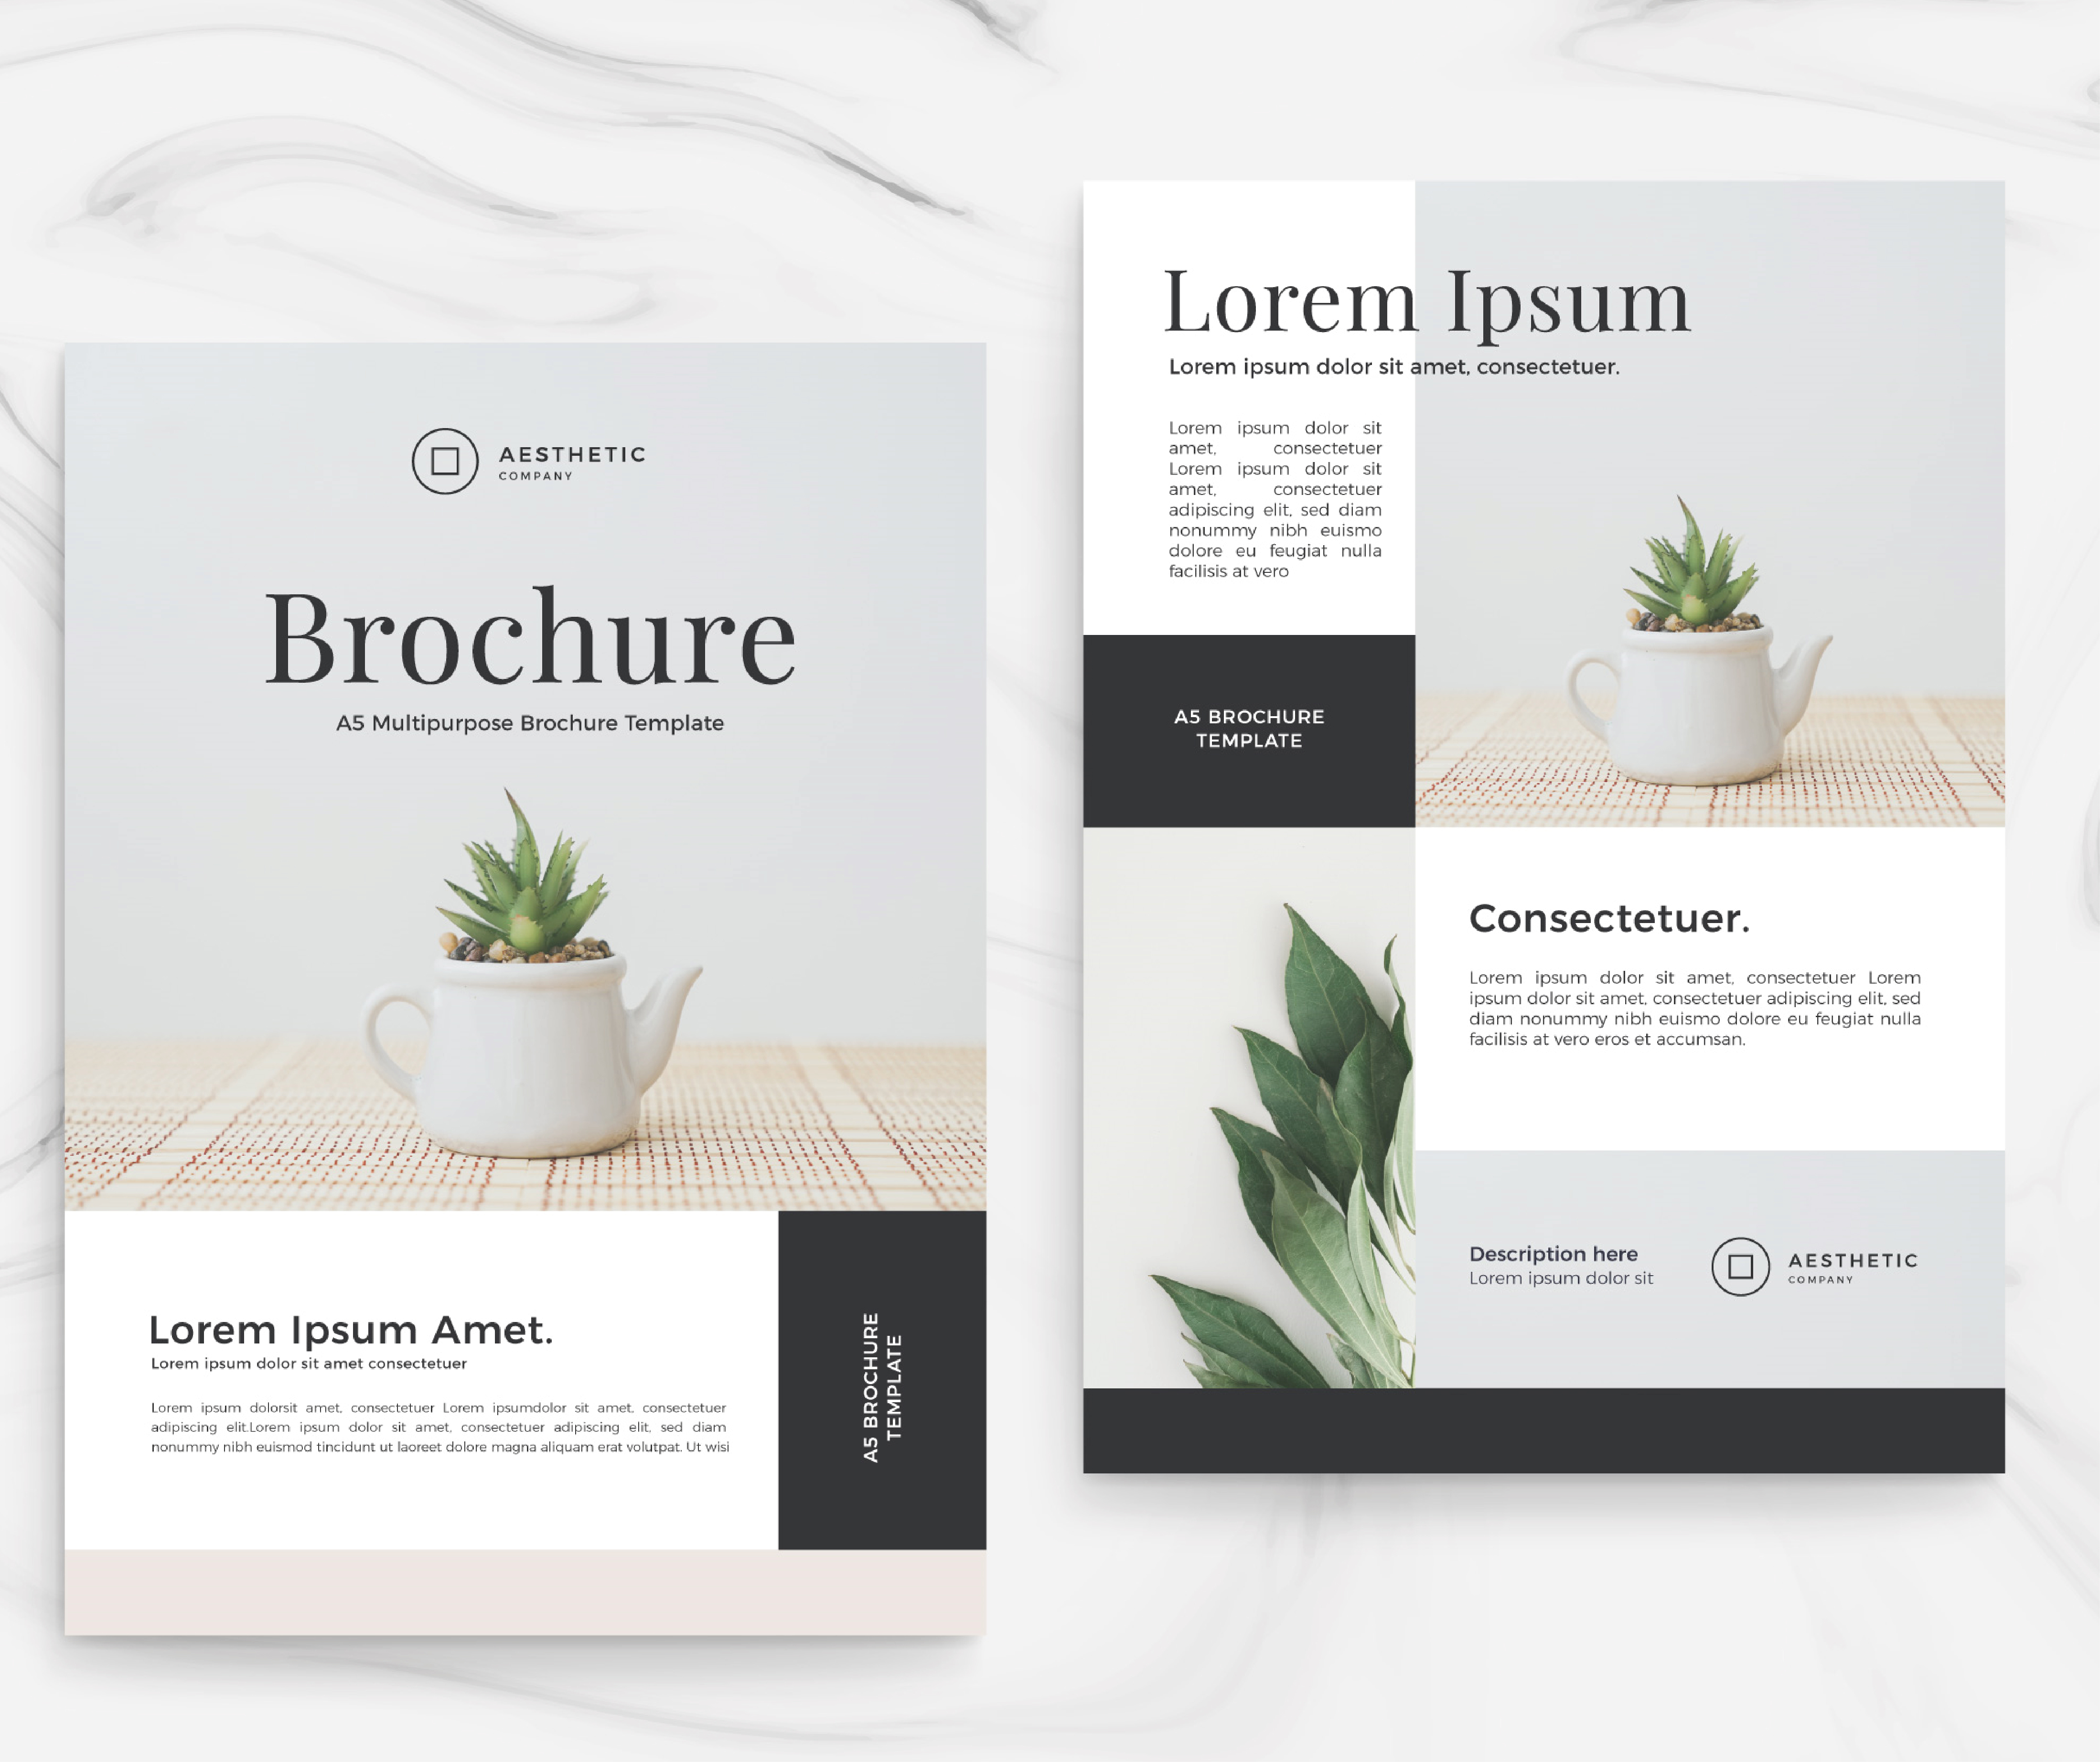 AESTHETIC
COMPANY
Brochure
A5 Multipurpose Brochure Template
Lorem Ipsum Amet.
Lorem ipsum dolor sit amet consectetuer
Lorem ipsum dolorsit amet, consectetuer Lorem ipsumdolor sit amet, consectetuer
adipiscing elit.Lorem ipsum dolor sit amet, consectetuer adipiscing elit, sed diam
nonummy nibh euismod tincidunt ut laoreet dolore magna aliquam erat volutpat. Ut wisi
A5 BROCHURE
TEMPLATE
Lorem Ipsum
Lorem ipsum dolor sit amet, consectetuer.
Lorem ipsum dolor sit
amet, consectetuer
Lorem ipsum dolor sit
amet, consectetuer
adipiscing elit, sed diam
nonummy nibh euismo
dolore eu feugiat nulla
facilisis at vero
A5 BROCHURE
TEMPLATE
Consectetuer.
Lorem ipsum dolor sit amet, consectetuer Lorem
ipsum dolor sit amet, consectetuer adipiscing elit, sed
diam nonummy nibh euismo dolore eu feugiat nulla
facilisis at vero eros et accumsan.
Description here
Lorem ipsum dolor sit
AESTHETIC
COMPANY